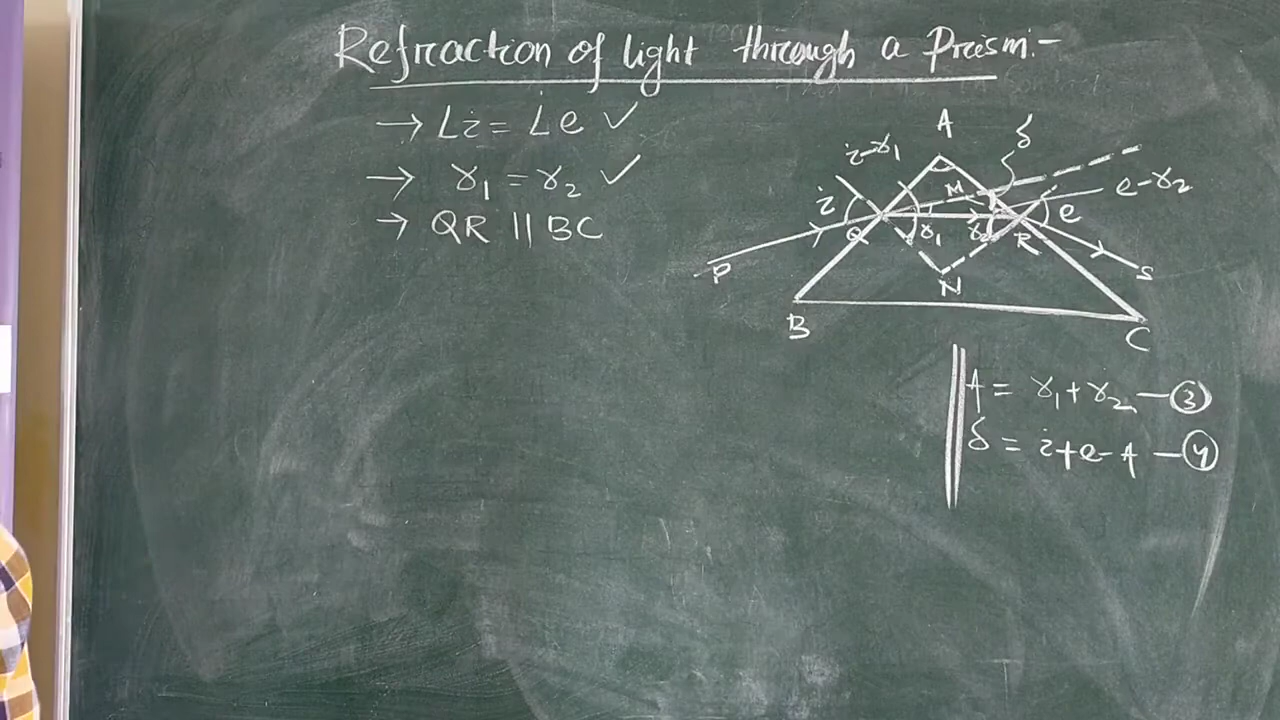 Refraction of light through a Prism:-
→ ∠i = ∠e ✓
→ r₁ = r₂ ✓
→ QR || BC
A
δ
i-r₁
M
e-r₂
i
e
Q
r₁
r₂
R
P
N
S
B
C
A = r₁+r₂ — ③
δ = i+e-A — ④